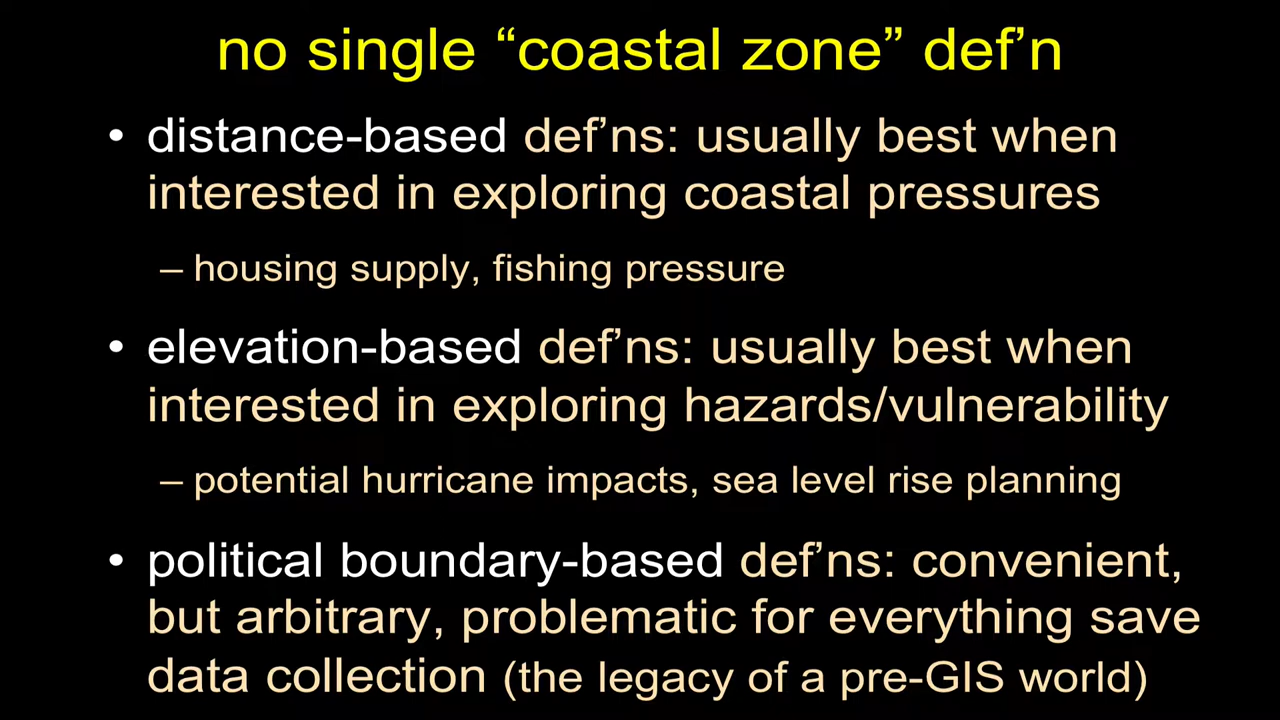 no single “coastal zone” def’n
• distance-based def’ns: usually best when
interested in exploring coastal pressures
– housing supply, fishing pressure
• elevation-based def’ns: usually best when
interested in exploring hazards/vulnerability
– potential hurricane impacts, sea level rise planning
• political boundary-based def’ns: convenient,
but arbitrary, problematic for everything save
data collection (the legacy of a pre-GIS world)